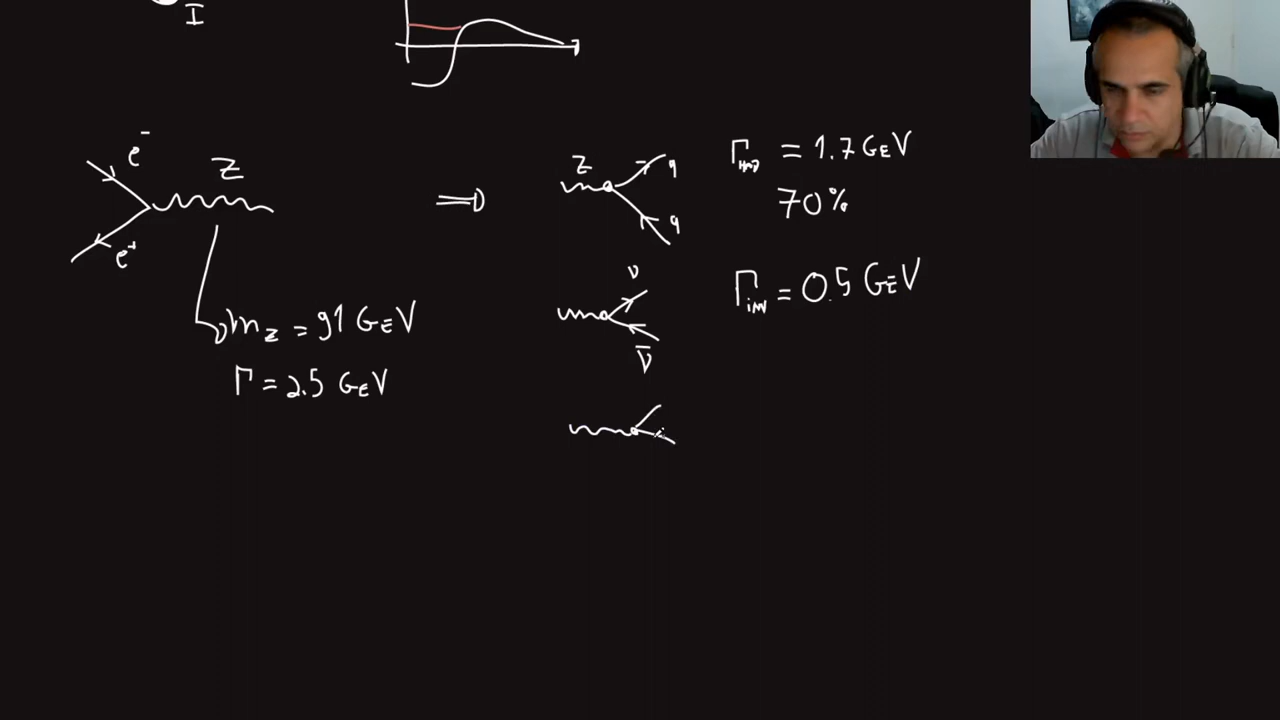 I
e⁻
Z
e⁺
m_Z = 91 GeV
Γ = 2.5 GeV
Z
q
q
Γ = 1.7 GeV
70%
ν
ν̄
Γ_inv = 0.5 GeV